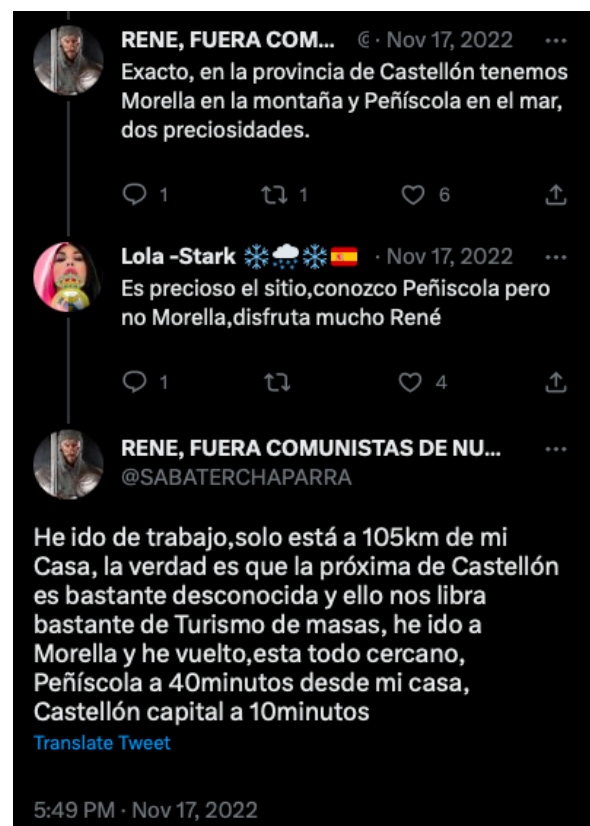 RENE, FUERA COM... @ · Nov 17, 2022 ...
Exacto, en la provincia de Castellón tenemos
Morella en la montaña y Peñíscola en el mar,
dos preciosidades.
1 1 6
Lola -Stark ❄️🌨️❄️🇪🇸 · Nov 17, 2022 ...
Es precioso el sitio,conozco Peñiscola pero
no Morella,disfruta mucho René
1 4
RENE, FUERA COMUNISTAS DE NU... ...
@SABATERCHAPARRA
He ido de trabajo,solo está a 105km de mi
Casa, la verdad es que la próxima de Castellón
es bastante desconocida y ello nos libra
bastante de Turismo de masas, he ido a
Morella y he vuelto,esta todo cercano,
Peñíscola a 40minutos desde mi casa,
Castellón capital a 10minutos
Translate Tweet
5:49 PM · Nov 17, 2022